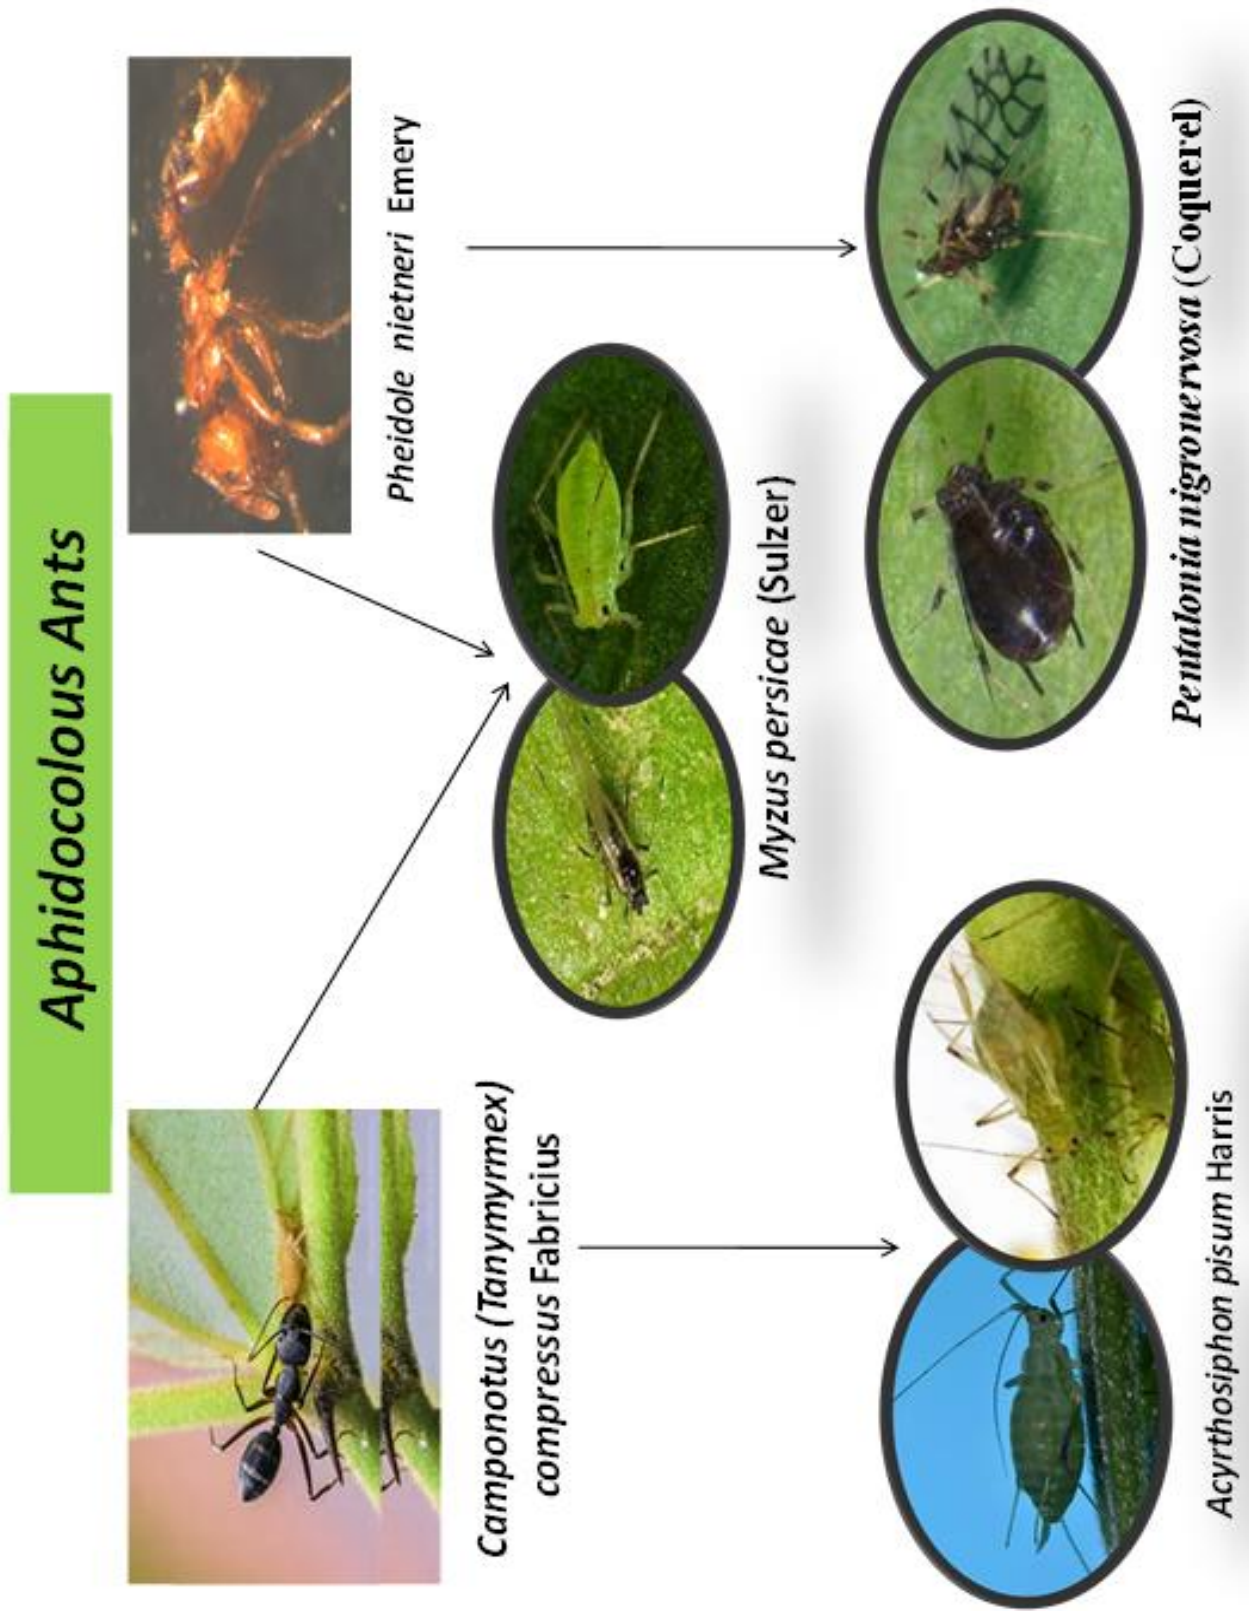 Aphidocolous Ants
Camponotus (Tanymyrmex)
compressus Fabricius
Pheidole nietneri Emery
Myzus persicae (Sulzer)
Acyrthosiphon pisum Harris
Pentalonia nigronervosa (Coquerel)